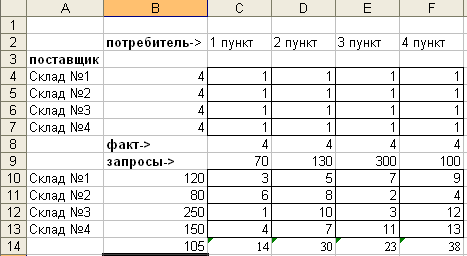 A B C D E F
1
2 потребитель-> 1 пункт 2 пункт 3 пункт 4 пункт
3 поставщик
4 Склад №1 4 1 1 1 1
5 Склад №2 4 1 1 1 1
6 Склад №3 4 1 1 1 1
7 Склад №4 4 1 1 1 1
8 факт-> 4 4 4 4
9 запросы-> 70 130 300 100
10 Склад №1 120 3 5 7 9
11 Склад №2 80 6 8 2 4
12 Склад №3 250 1 10 3 12
13 Склад №4 150 4 7 11 13
14 105 14 30 23 38